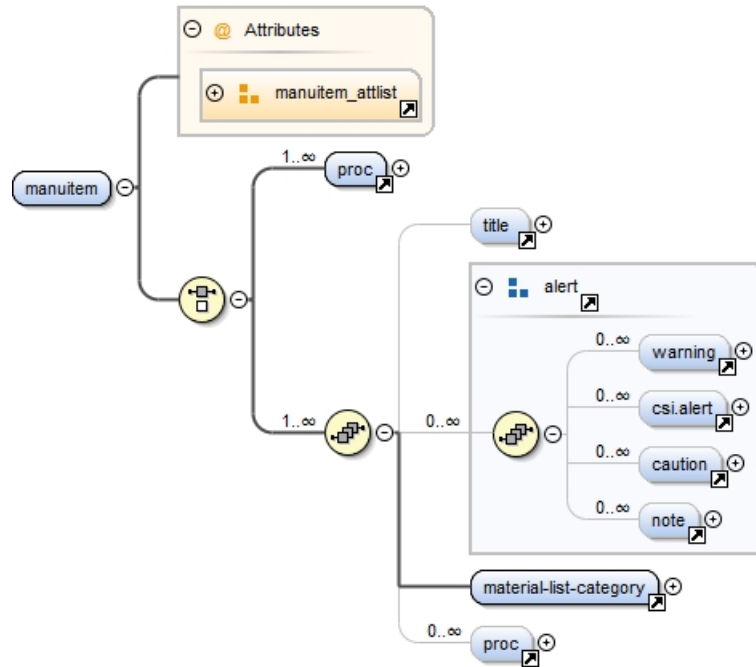 @ Attributes
manuitem_attlist
manuitem
1..∞
proc
title
alert
0..∞
warning
0..∞
csi.alert
1..∞
0..∞
0..∞
caution
0..∞
note
material-list-category
0..∞
proc